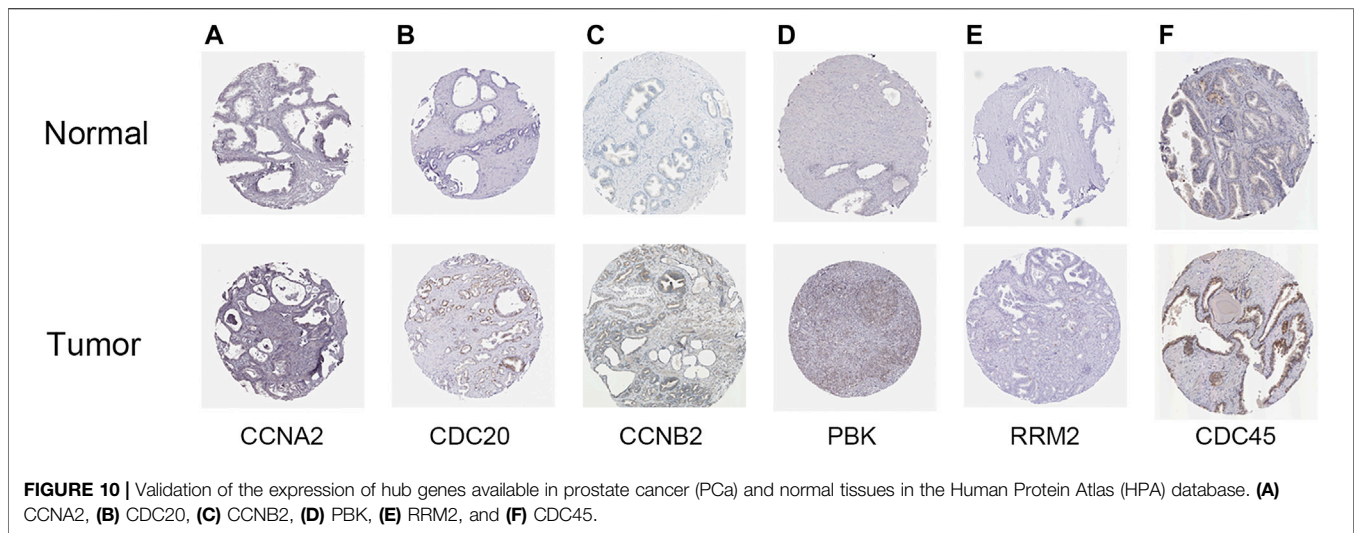 A B C D E F
Normal
Tumor
CCNA2 CDC20 CCNB2 PBK RRM2 CDC45
FIGURE 10 | Validation of the expression of hub genes available in prostate cancer (PCa) and normal tissues in the Human Protein Atlas (HPA) database. (A)
CCNA2, (B) CDC20, (C) CCNB2, (D) PBK, (E) RRM2, and (F) CDC45.